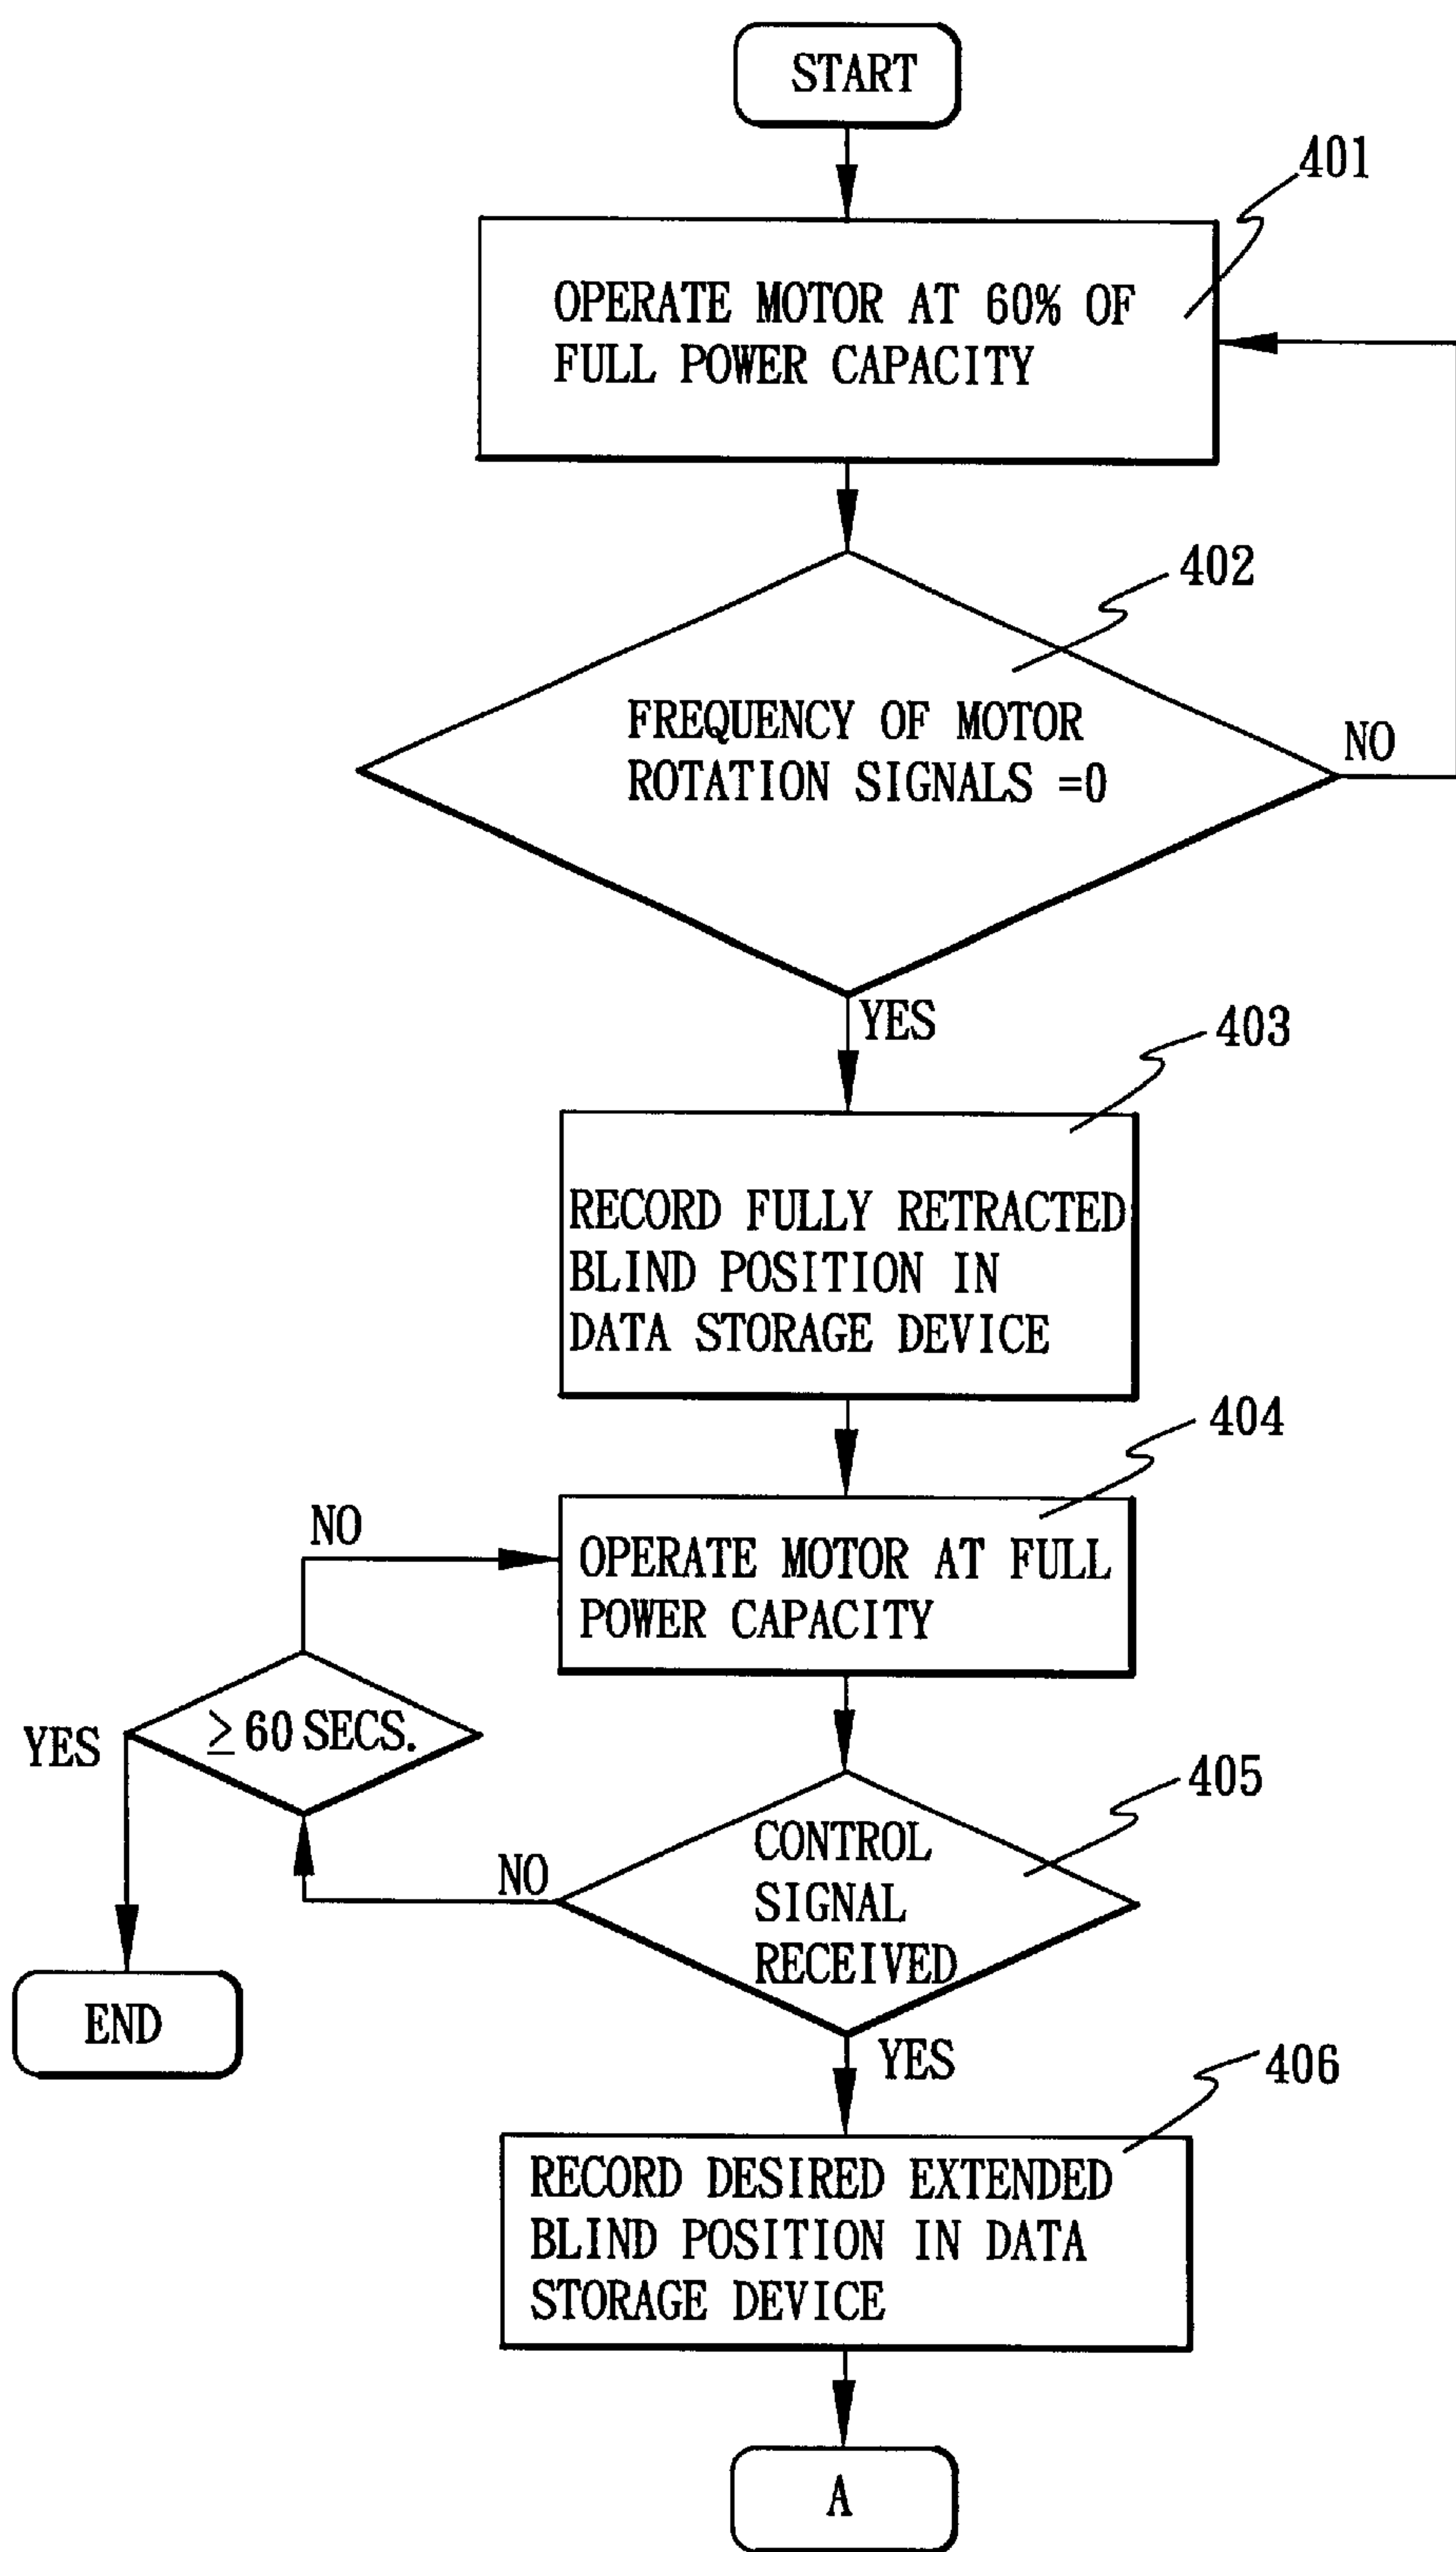 START
401
OPERATE MOTOR AT 60% OF
FULL POWER CAPACITY
402
FREQUENCY OF MOTOR
ROTATION SIGNALS =0
NO
YES
403
RECORD FULLY RETRACTED
BLIND POSITION IN
DATA STORAGE DEVICE
404
NO
OPERATE MOTOR AT FULL
POWER CAPACITY
YES
≥ 60 SECS.
405
CONTROL
SIGNAL
RECEIVED
NO
END
YES
406
RECORD DESIRED EXTENDED
BLIND POSITION IN DATA
STORAGE DEVICE
A